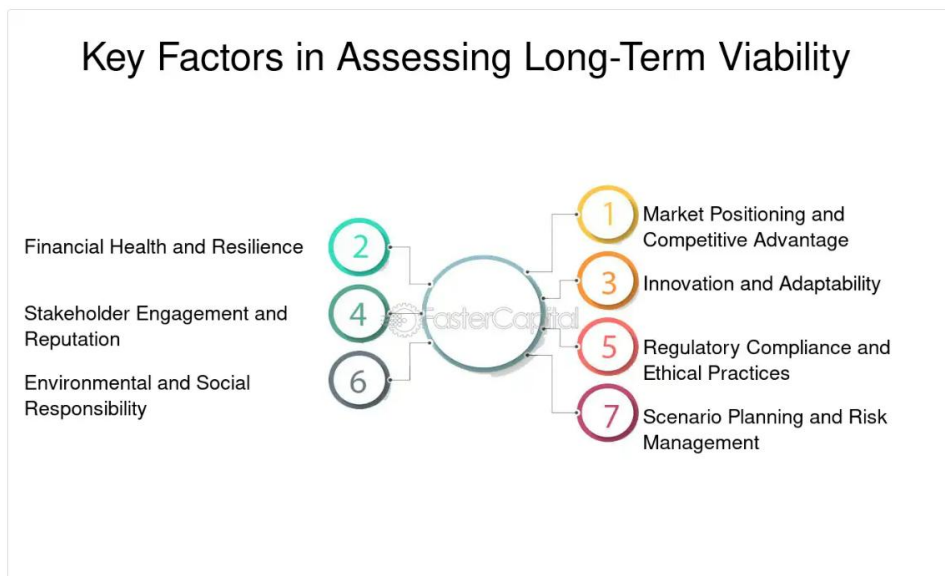 Key Factors in Assessing Long-Term Viability
1
Market Positioning and
Competitive Advantage
2
Financial Health and Resilience
3
Innovation and Adaptability
4
Stakeholder Engagement and
Reputation
FasterCapital
5
Regulatory Compliance and
Ethical Practices
6
Environmental and Social
Responsibility
7
Scenario Planning and Risk
Management